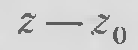 z — z₀